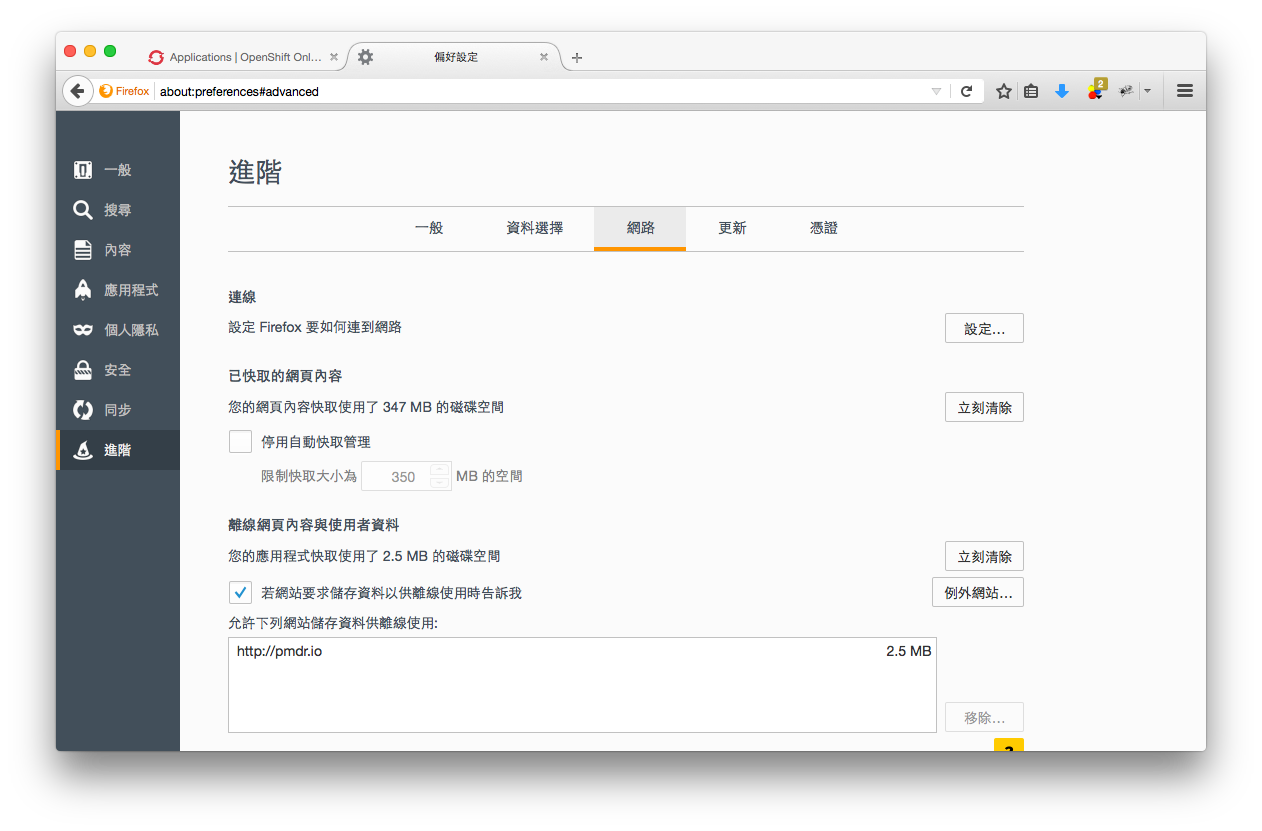 Applications | OpenShift Onl...
偏好設定
Firefox
about:preferences#advanced
2
一般
搜尋
內容
應用程式
個人隱私
安全
同步
進階
進階
一般 資料選擇 網路 更新 憑證
連線
設定 Firefox 要如何連到網路
設定...
已快取的網頁內容
您的網頁內容快取使用了 347 MB 的磁碟空間
立刻清除
停用自動快取管理
限制快取大小為 350 MB 的空間
離線網頁內容與使用者資料
您的應用程式快取使用了 2.5 MB 的磁碟空間
立刻清除
若網站要求儲存資料以供離線使用時告訴我
例外網站...
允許下列網站儲存資料供離線使用:
http://pmdr.io 2.5 MB
移除...
?